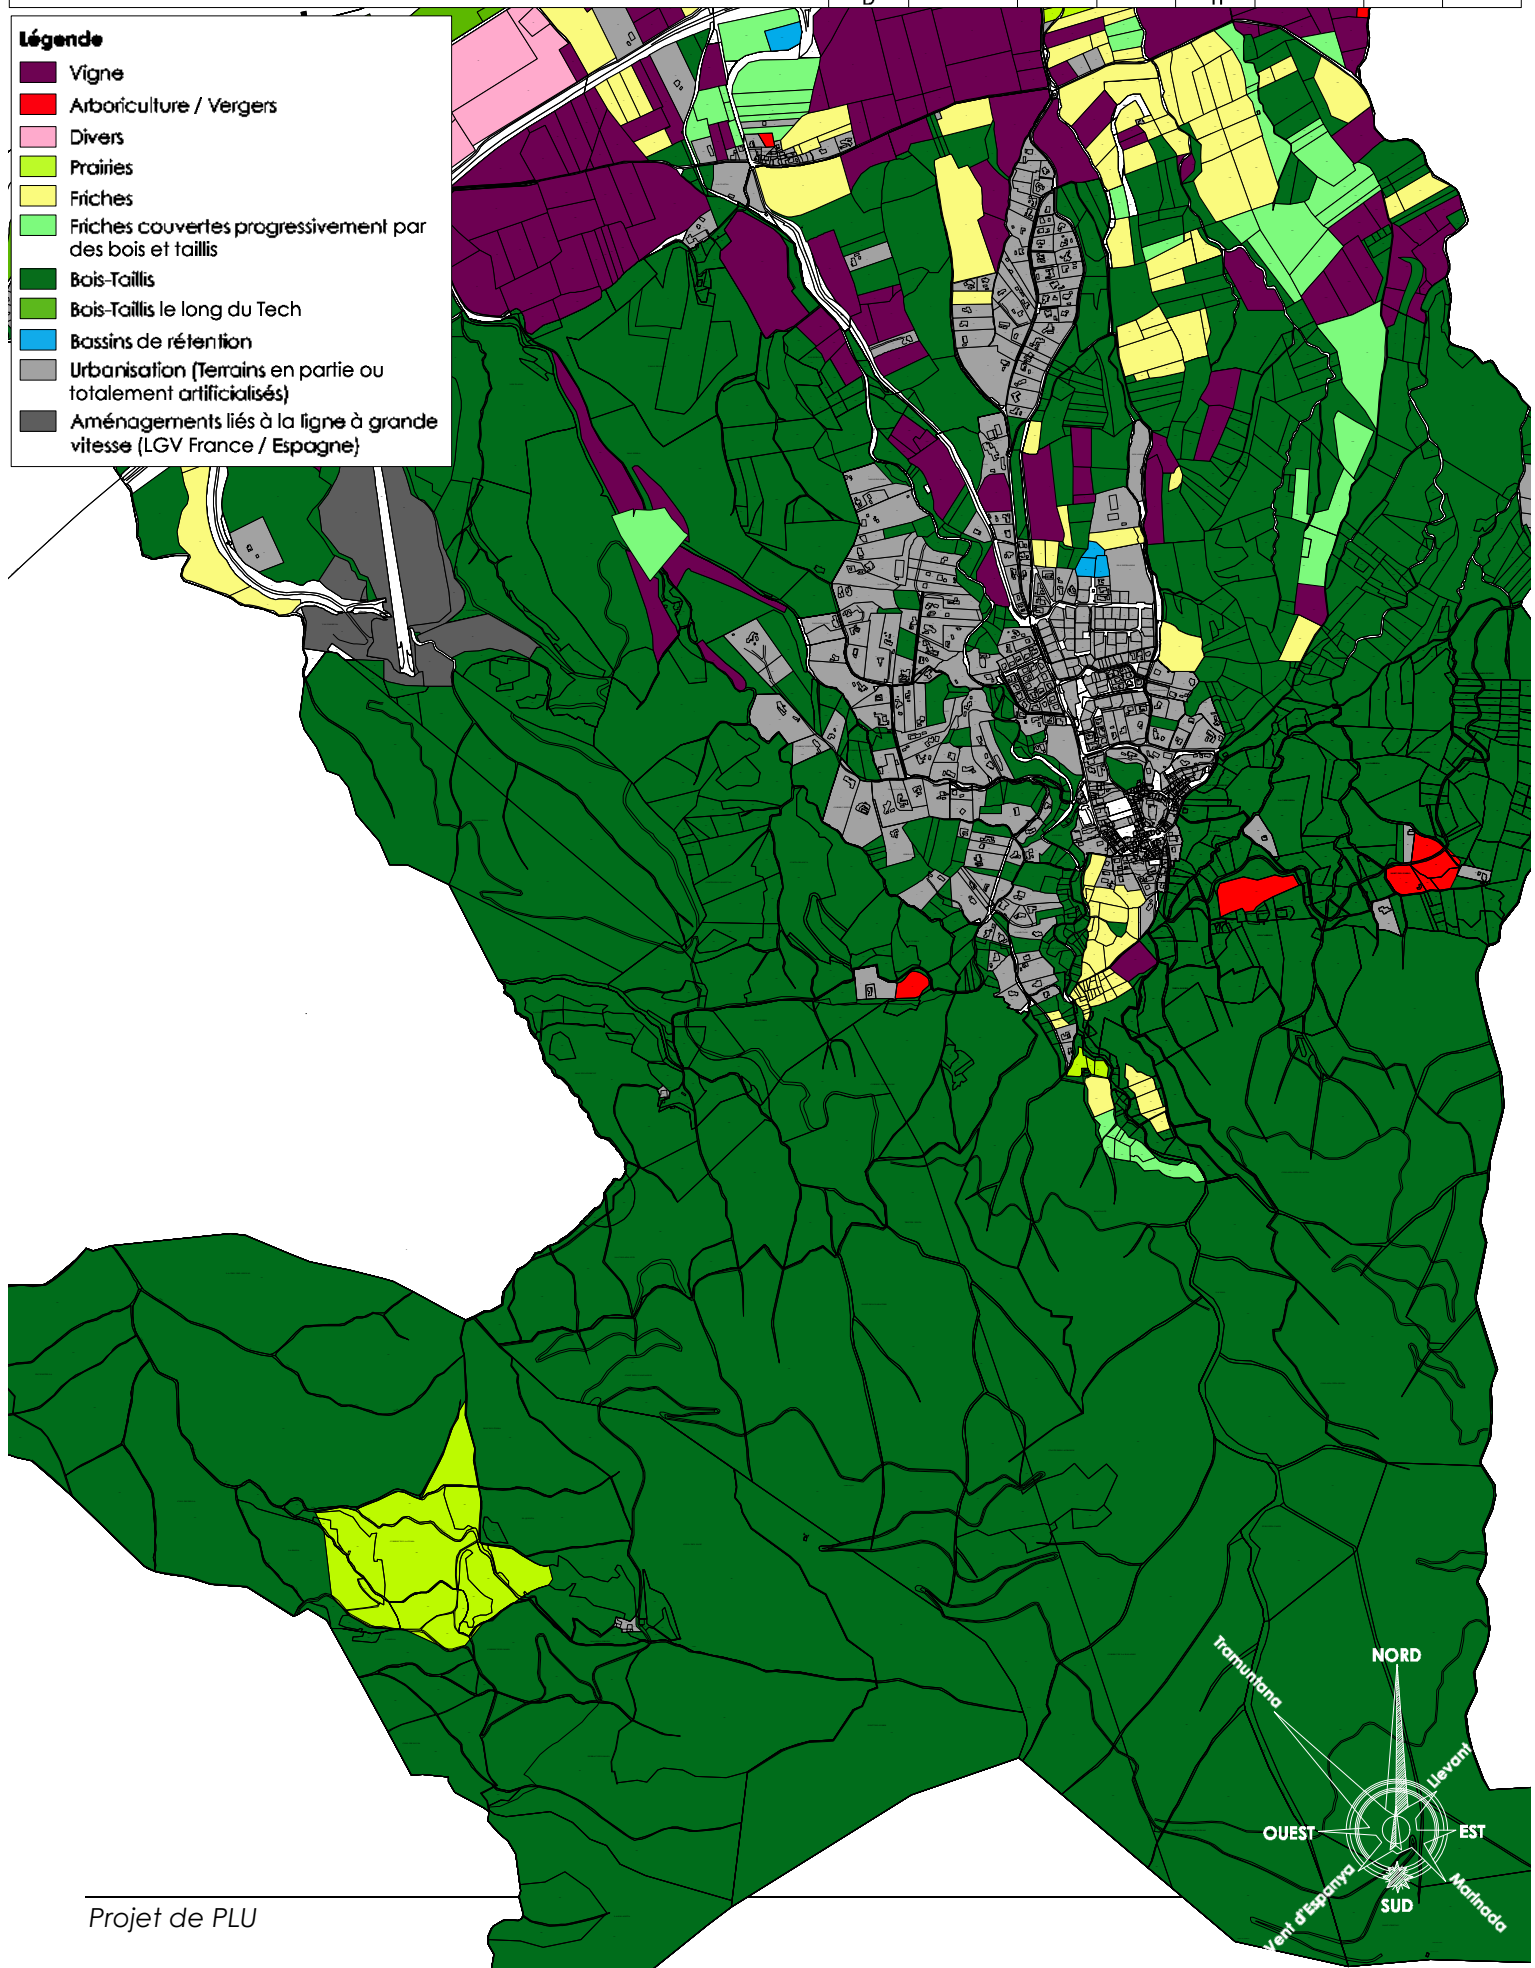 Légende
Vigne
Arboriculture / Vergers
Divers
Prairies
Friches
Friches couvertes progressivement par
des bois et taillis
Bois-Taillis
Bois-Taillis le long du Tech
Bassins de rétention
Urbanisation (Terrains en partie ou
totalement artificialisés)
Aménagements liés à la ligne à grande
vitesse (LGV France / Espagne)
NORD
Tramuntana
Llevant
OUEST
EST
Vent d'Espanya
SUD
Marinada
Projet de PLU